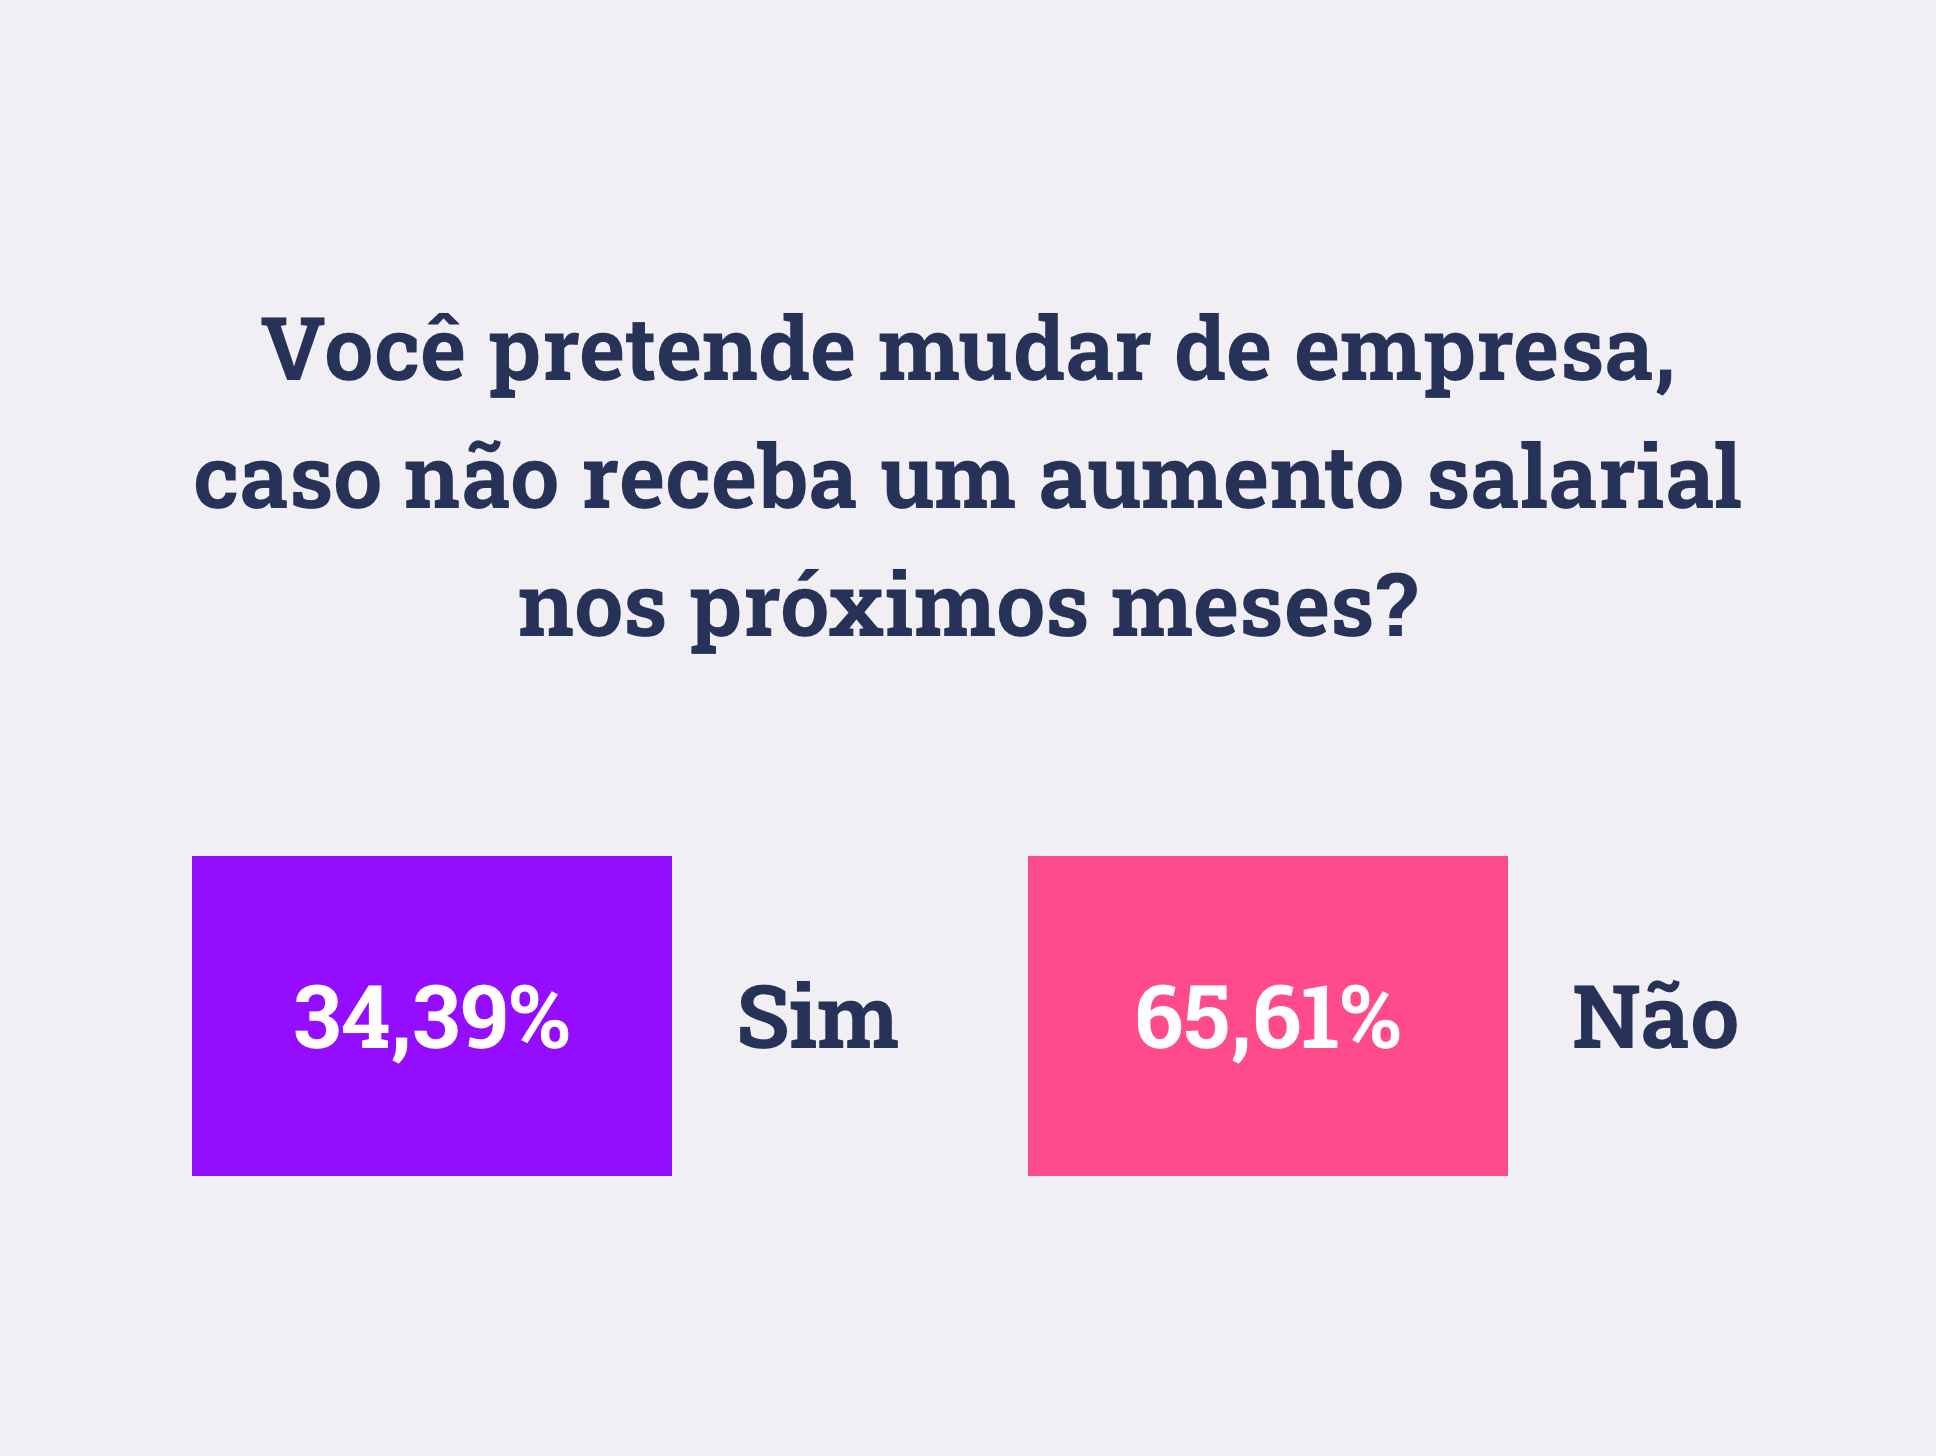 Você pretende mudar de empresa,
caso não receba um aumento salarial
nos próximos meses?
34,39% Sim 65,61% Não